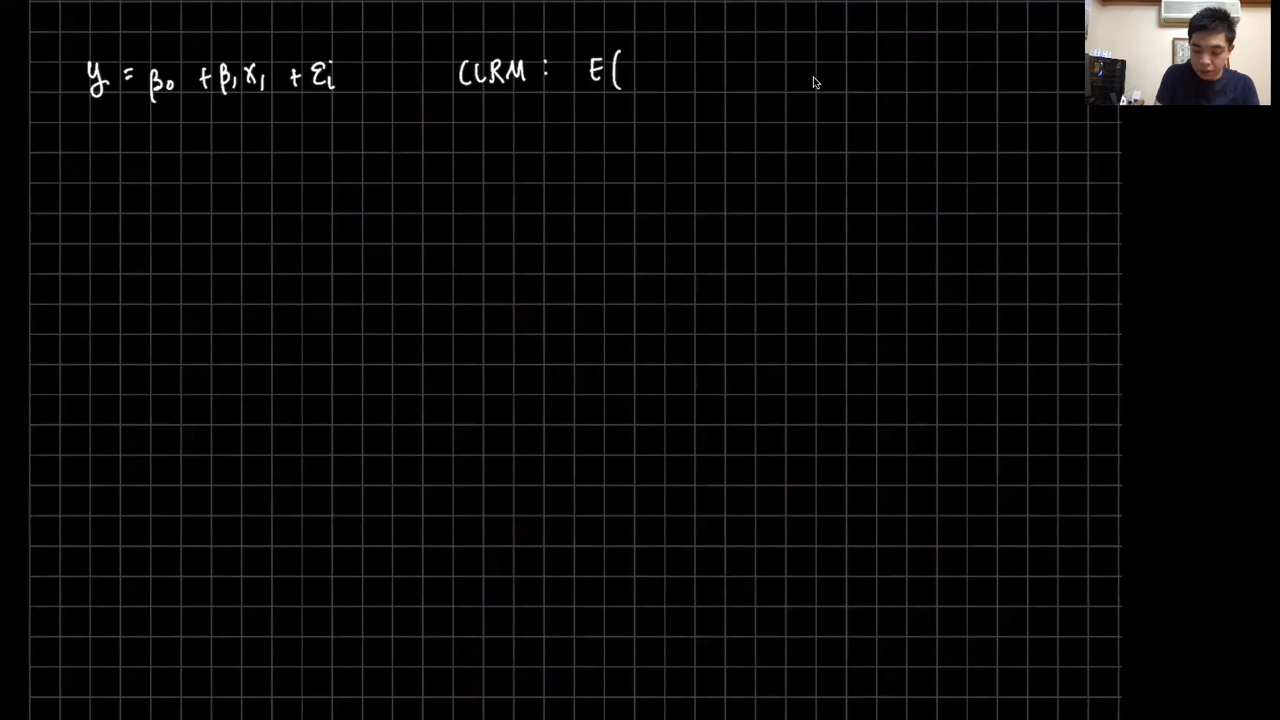 y = β₀ + β₁x₁ + εᵢ CLRM : E(